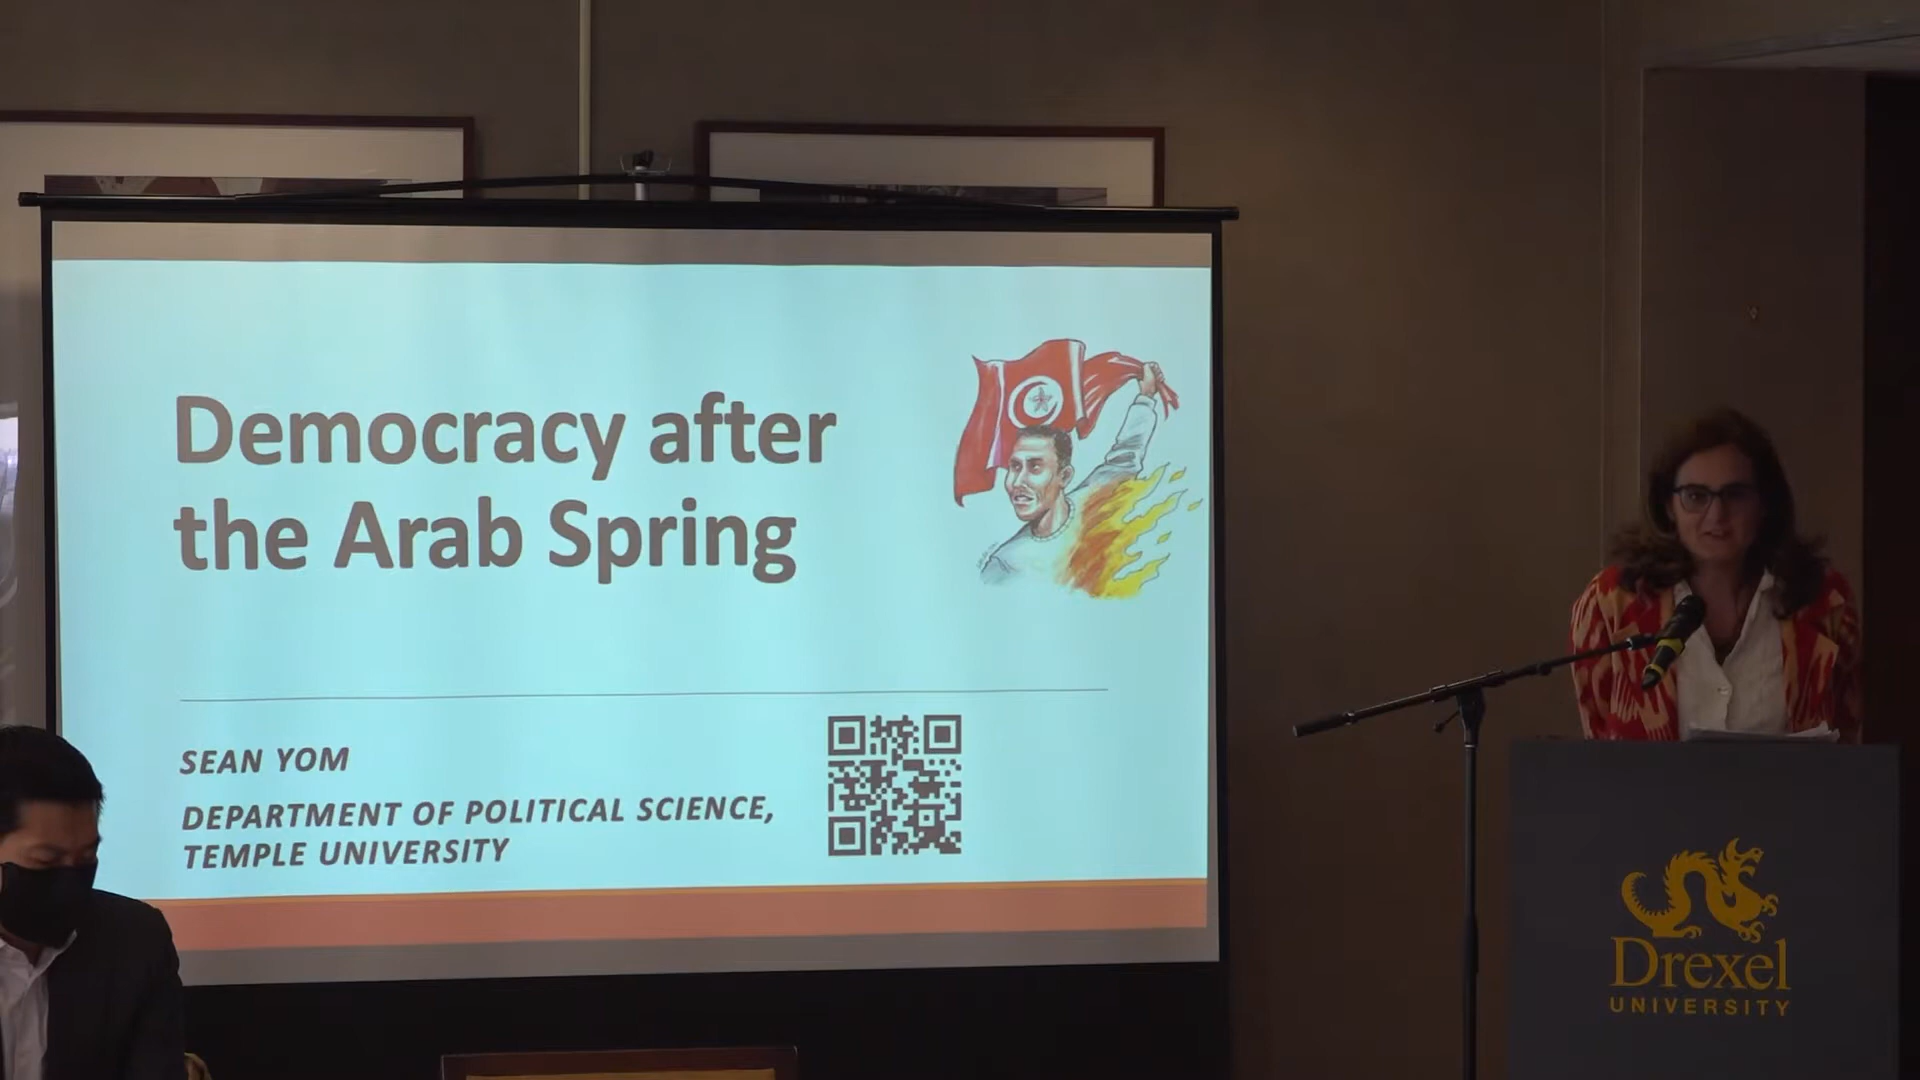 Democracy after
the Arab Spring
SEAN YOM
DEPARTMENT OF POLITICAL SCIENCE,
TEMPLE UNIVERSITY
Drexel
UNIVERSITY